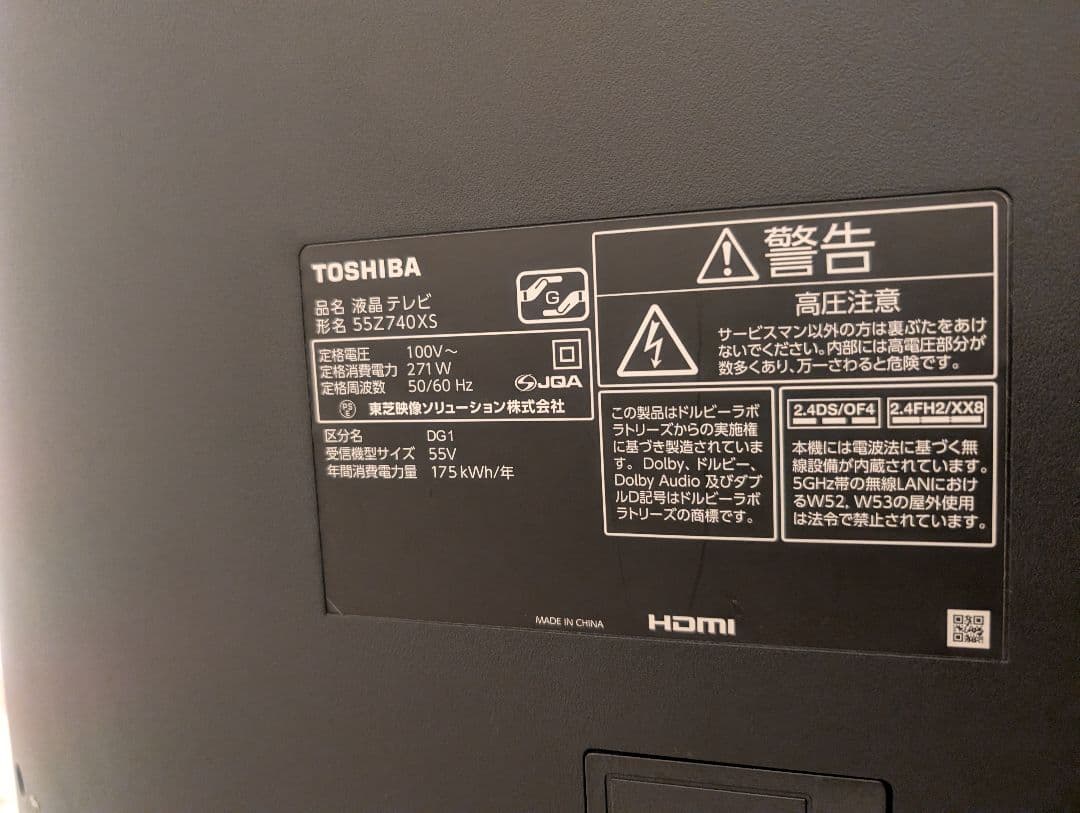 TOSHIBA
品名 液晶テレビ
形名 55Z740XS
G
定格電圧 100V～
定格消費電力 271W
定格周波数 50/60 Hz
JQA
PSE 東芝映像ソリューション株式会社
区分名 DG1
受信機型サイズ 55V
年間消費電力量 175kWh/年
警告
高圧注意
サービスマン以外の方は裏ぶたをあけ
ないでください。内部には高電圧部分が
数多くあり、万一さわると危険です。
この製品はドルビーラボ
ラトリーズからの実施権
に基づき製造されていま
す。Dolby、ドルビー、
Dolby Audio 及びダブ
ルD記号はドルビーラボ
ラトリーズの商標です。
2.4DS/OF4 2.4FH2/XX8
本機には電波法に基づく無
線設備が内蔵されています。
5GHz帯の無線LANにおけ
るW52、W53の屋外使用
は法令で禁止されています。
MADE IN CHINA
HDMI